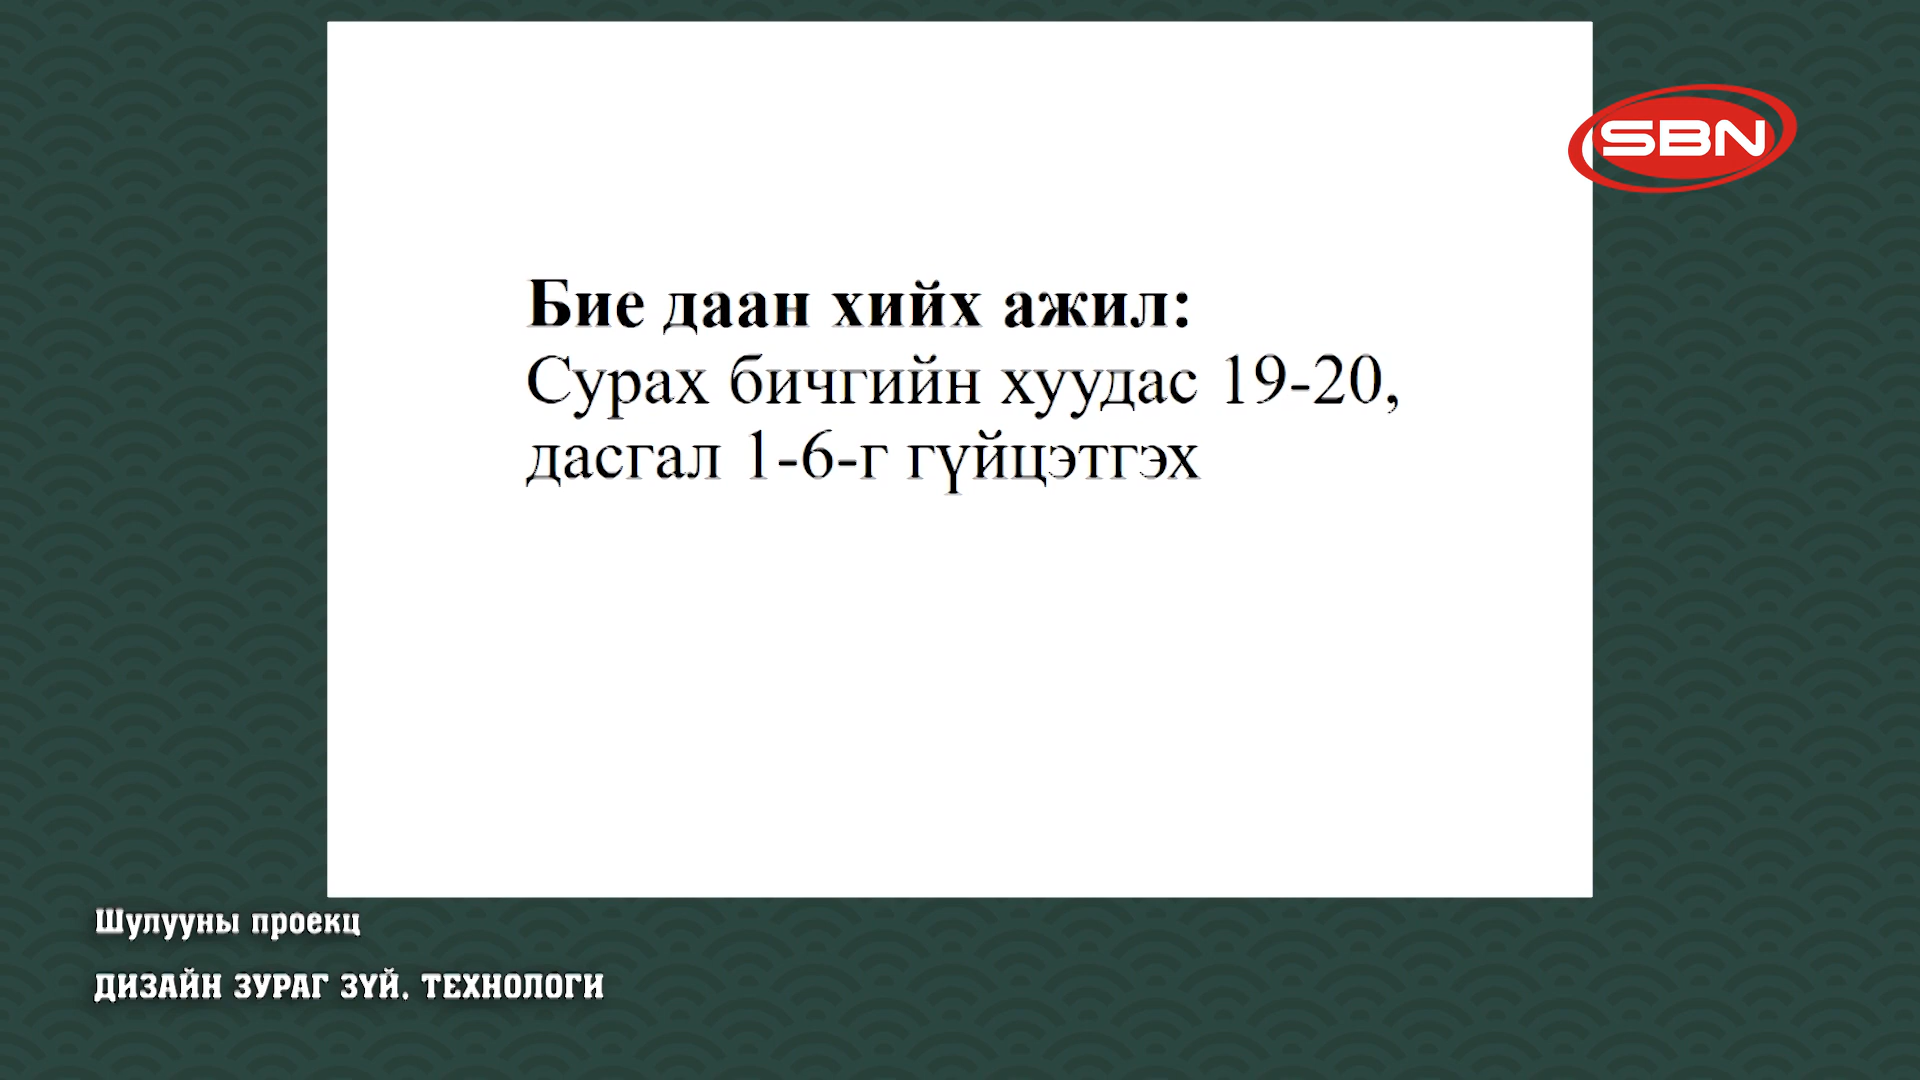 SBN
Бие даан хийх ажил:
Сурах бичгийн хуудас 19-20,
дасгал 1-6-г гүйцэтгэх
Шулууны проекц
ДИЗАЙН ЗУРАГ ЗҮЙ. ТЕХНОЛОГИ